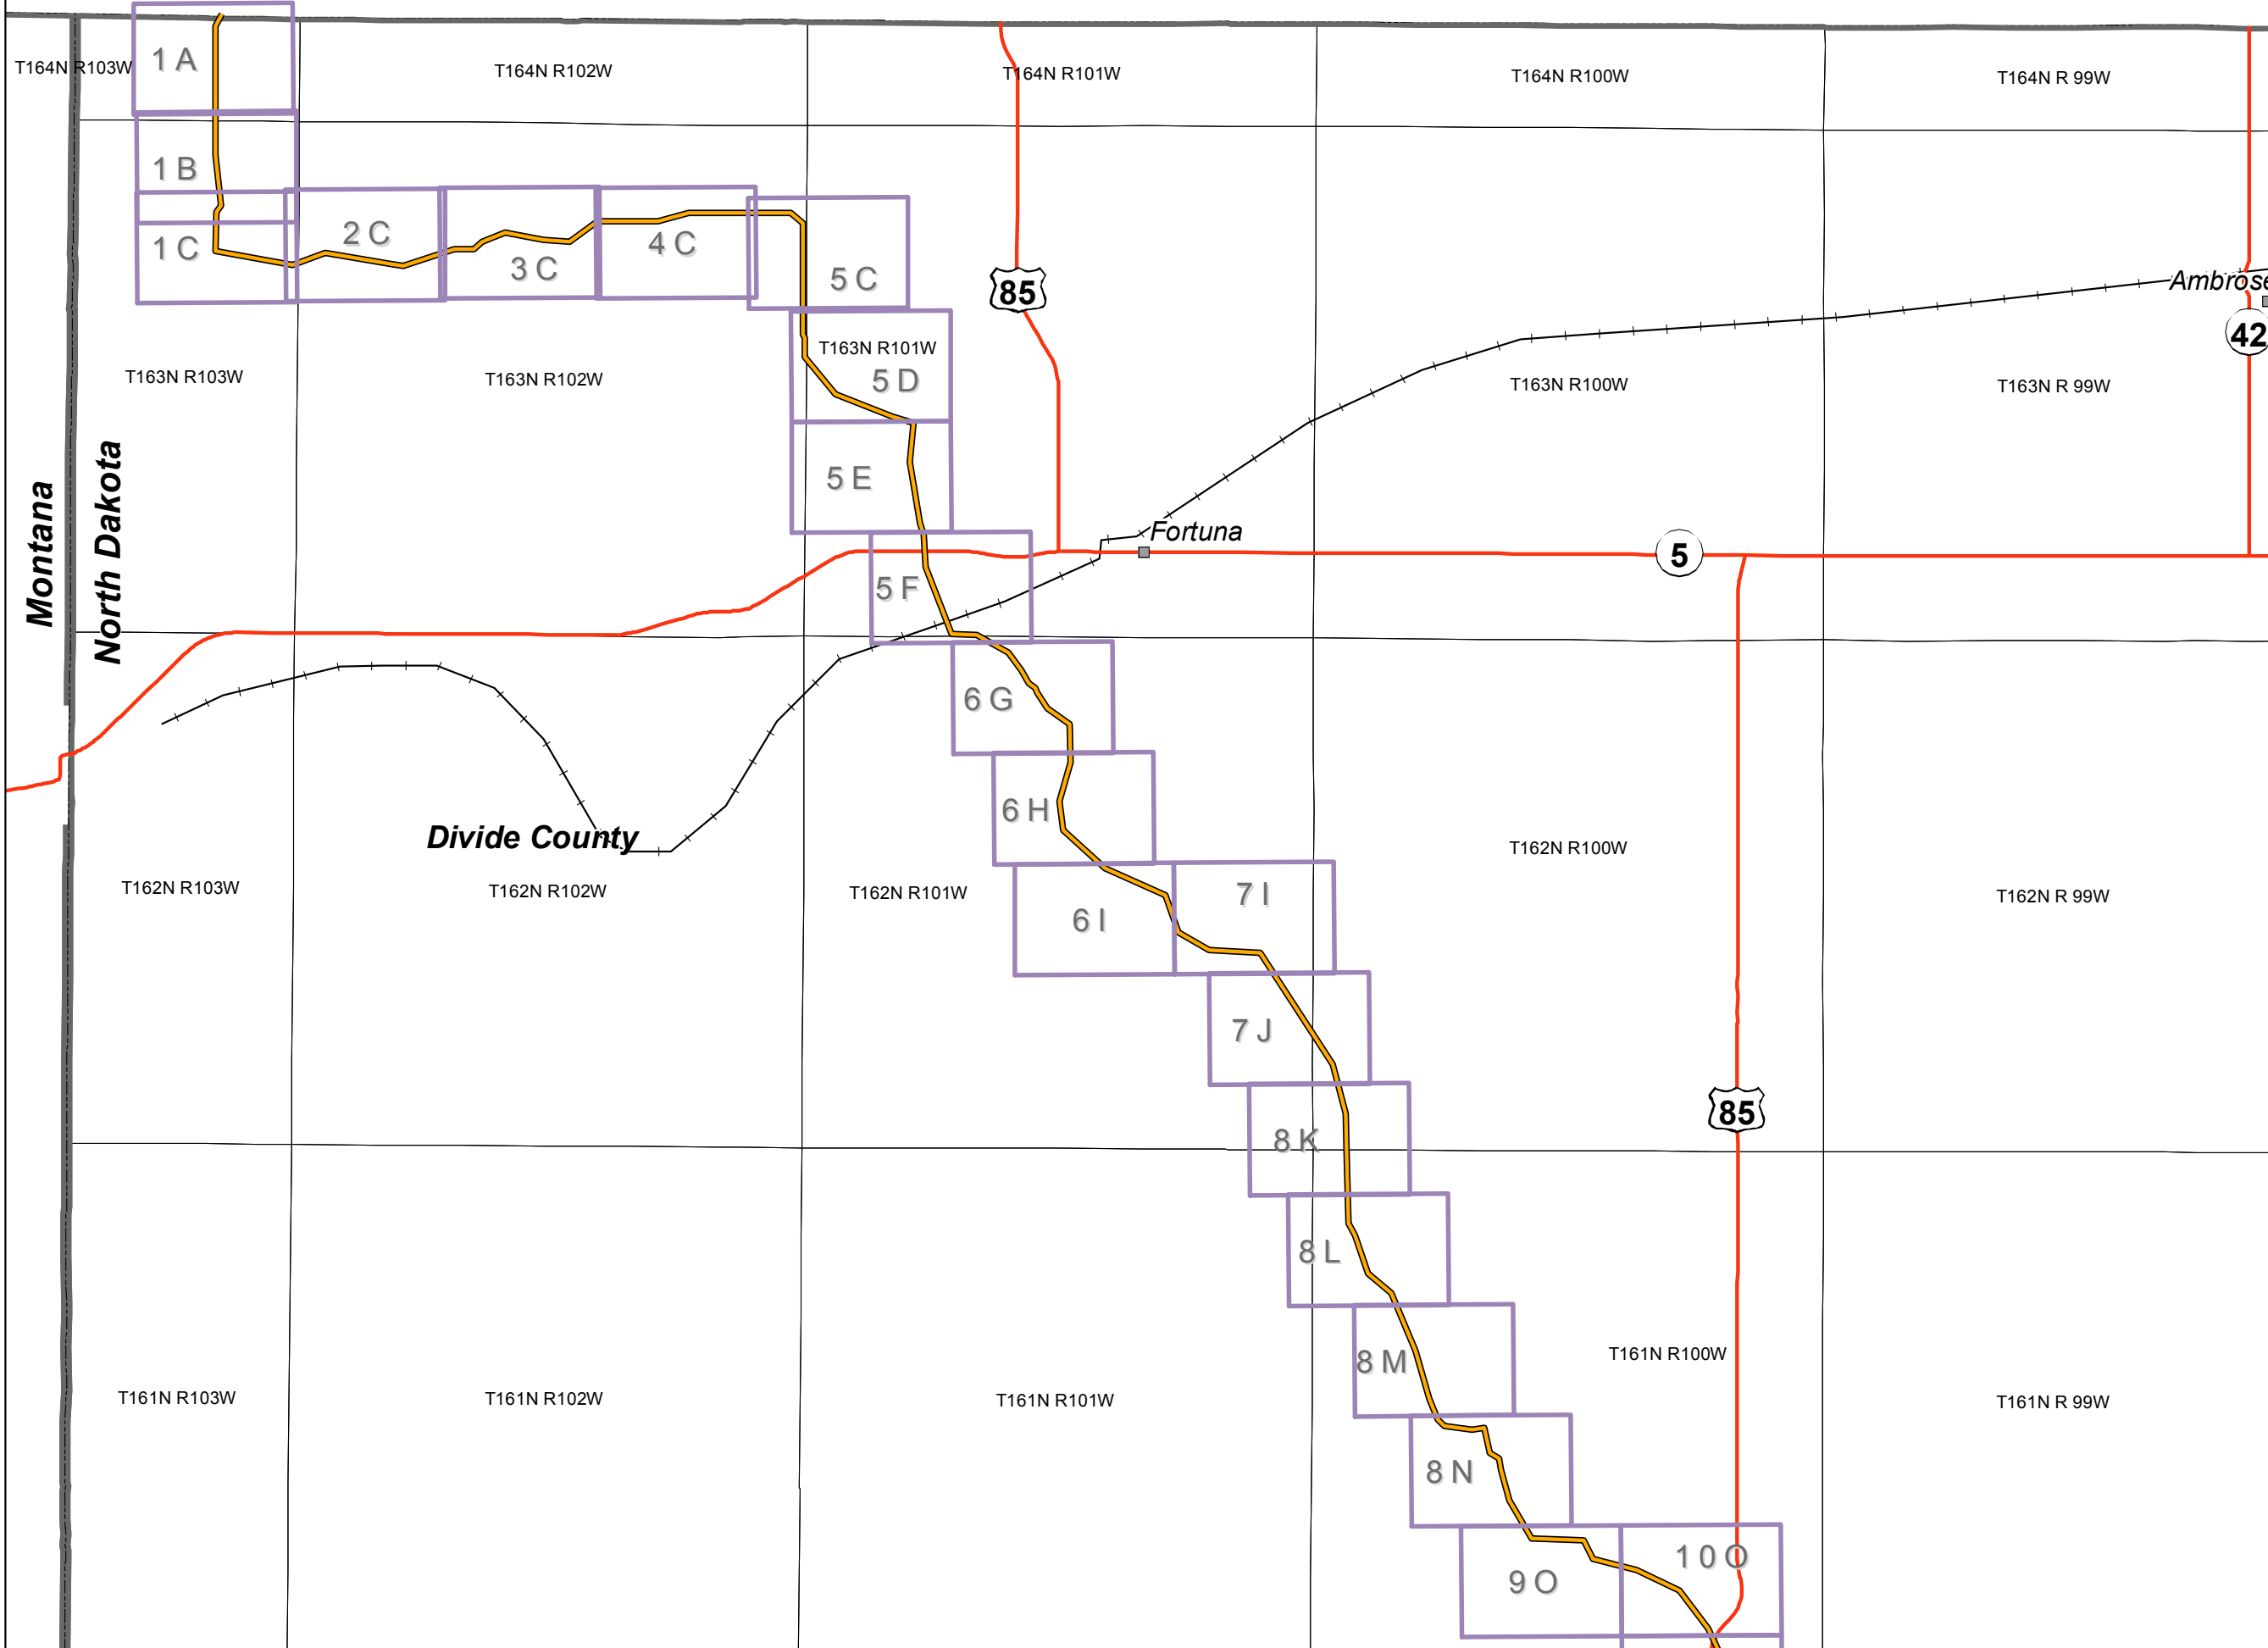 T164N R103W
1 A
T164N R102W
T164N R101W
T164N R100W
T164N R 99W
1 B
1 C
2 C
3 C
4 C
5 C
85
Ambrose
42
T163N R103W
T163N R102W
T163N R101W
5 D
T163N R100W
T163N R 99W
Montana
North Dakota
5 E
Fortuna
5
5 F
6 G
6 H
Divide County
T162N R103W
T162N R102W
T162N R101W
6 I
7 I
T162N R100W
T162N R 99W
7 J
85
8 K
8 L
8 M
T161N R100W
T161N R103W
T161N R102W
T161N R101W
T161N R 99W
8 N
9 O
10 O